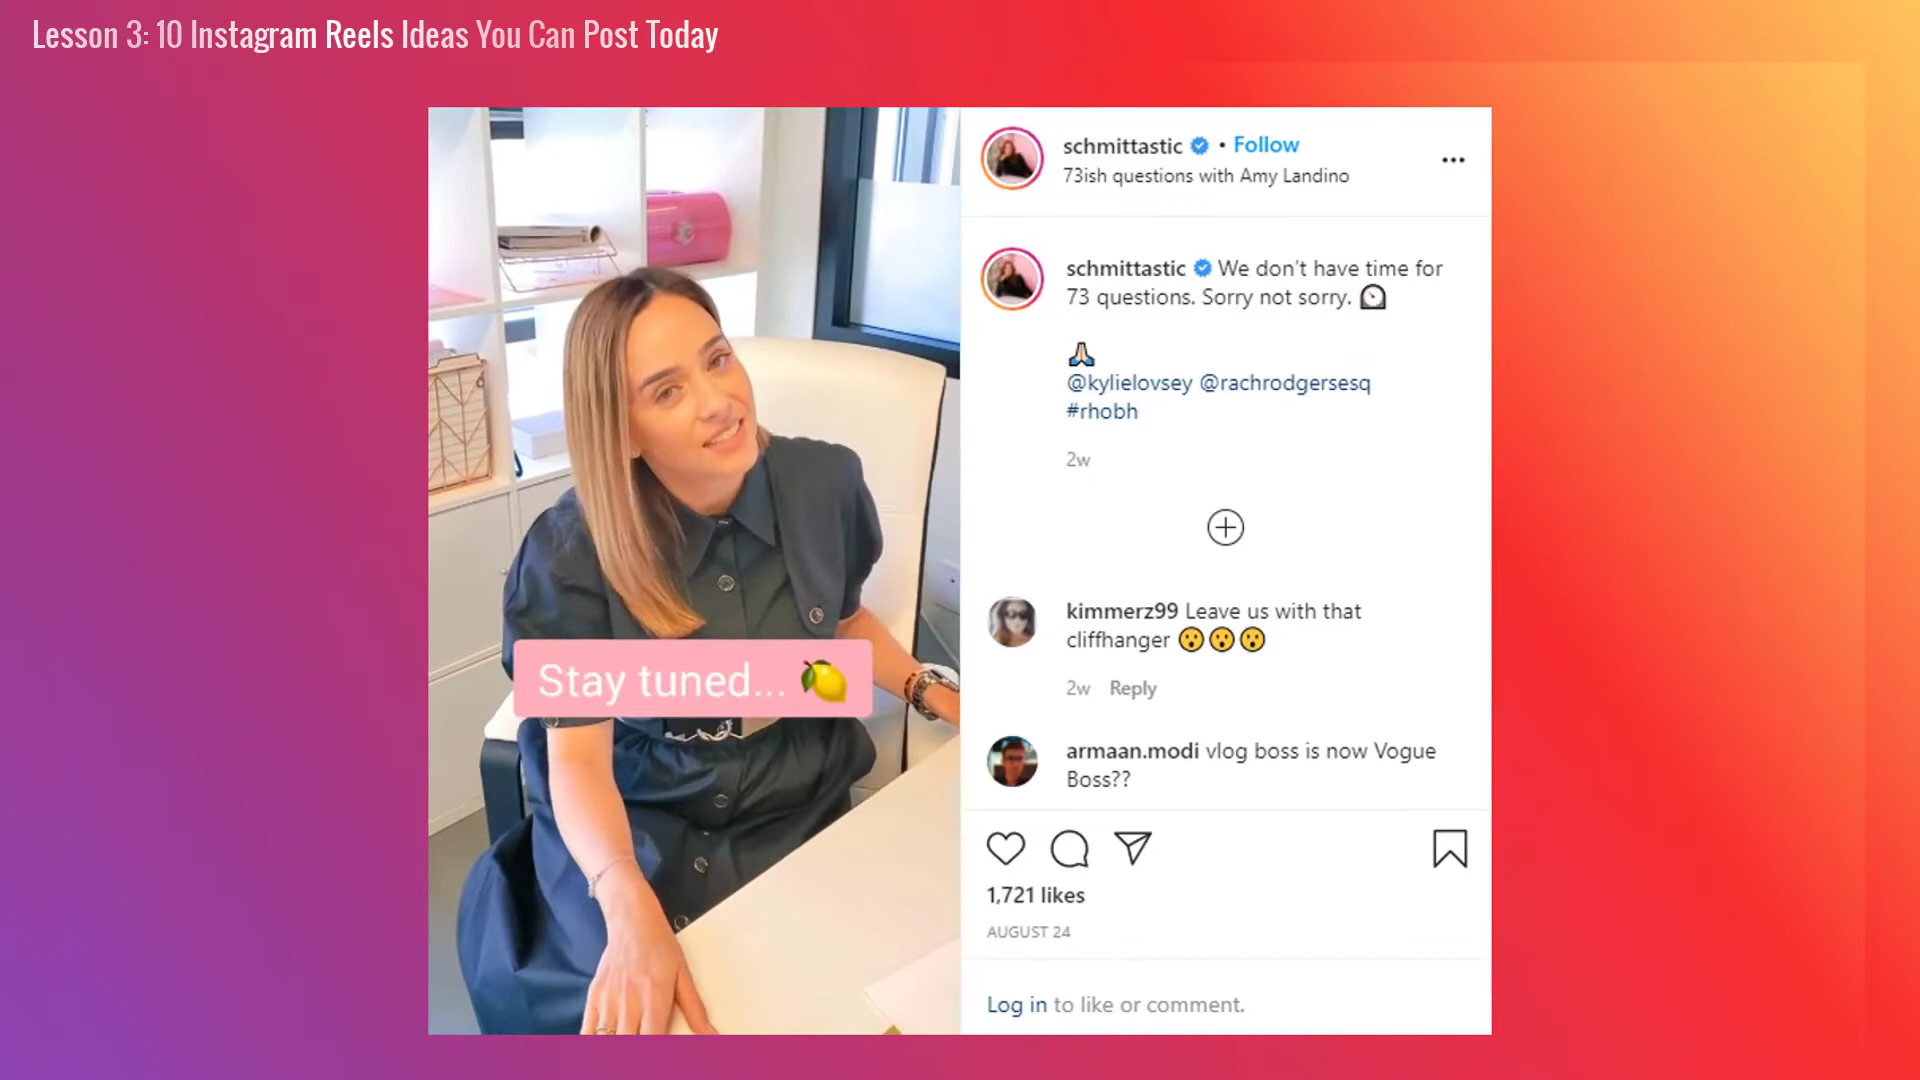 Lesson 3: 10 Instagram Reels Ideas You Can Post Today
schmittastic • Follow
73ish questions with Amy Landino
schmittastic We don't have time for
73 questions. Sorry not sorry.
@kylielovsey @rachrodgersesq
#rhobh
2w
kimmerz99 Leave us with that
cliffhanger 😮😮😮
2w Reply
armaan.modi vlog boss is now Vogue
Boss??
Stay tuned... 🍋
1,721 likes
AUGUST 24
Log in to like or comment.